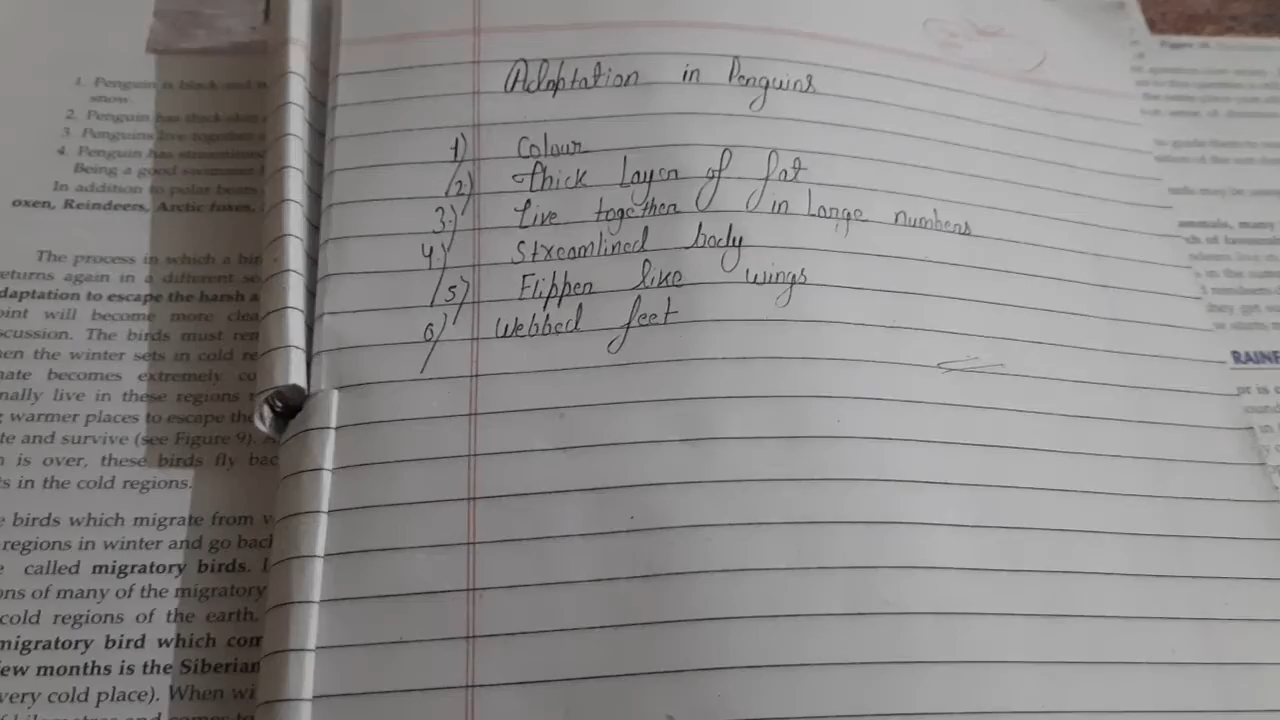 Adaptation in Penguins
1) Colour
2) Thick Layer of fat
3) Live together in large numbers
4) Streamlined body
5) Flipper like wings
6) Webbed feet
1. Penguin is black and
snow.
2. Penguin has thick skin
3. Penguins live together
4. Penguin has streamlined
Being a good swimmer
In addition to polar bears
oxen, Reindeers, Arctic foxes,
The process in which a bir
eturns again in a different se
daptation to escape the harsh a
oint will become more clea
scussion. The birds must rem
en the winter sets in cold re
nate becomes extremely co
nally live in these regions
warmer places to escape the
te and survive (see Figure 9).
n is over, these birds fly bac
s in the cold regions.
e birds which migrate from v
regions in winter and go bacl
e called migratory birds.
ons of many of the migratory
cold regions of the earth.
migratory bird which com
few months is the Siberian
very cold place). When wi
RAINF